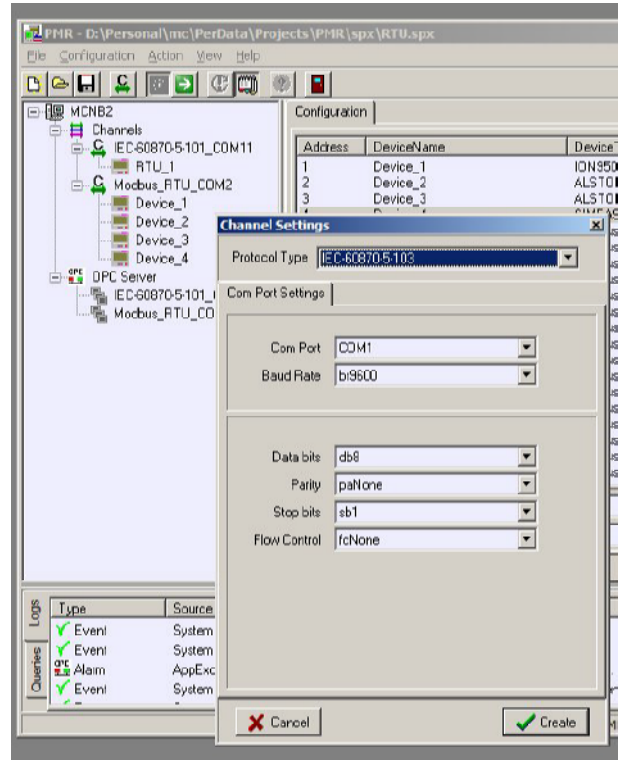 PMR - D:\Personal\mc\PerData\Projects\PMR\spx\RTU.spx
File Configuration Action View Help
MCNB2
Channels
IEC-60870-5-101_COM11
RTU_1
Modbus_RTU_COM2
Device_1
Device_2
Device_3
Device_4
OPC Server
IEC-60870-5-101_
Modbus_RTU_CO
Configuration
Address DeviceName Device
1 Device_1 ION950
2 Device_2 ALSTO
3 Device_3 ALSTO
Channel Settings
Protocol Type IEC-60870-5-103
Com Port Settings
Com Port COM1
Baud Rate br9600
Data bits db8
Parity paNone
Stop bits sb1
Flow Control fcNone
Cancel Create
Logs
Queries
Type Source
Event System
Event System
Alarm AppExc
Event System